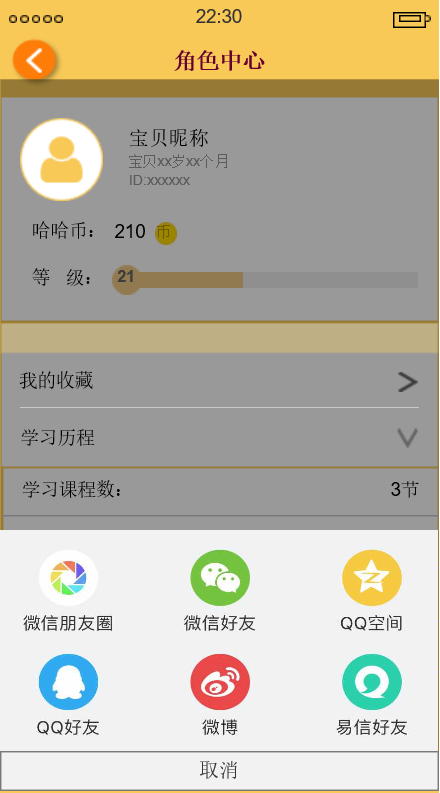 22:30
角色中心
宝贝昵称
宝贝xx岁xx个月
ID:xxxxxx
哈哈币： 210 币
等 级： 21
我的收藏
学习历程
学习课程数： 3节
微信朋友圈 微信好友 QQ空间
QQ好友 微博 易信好友
取消